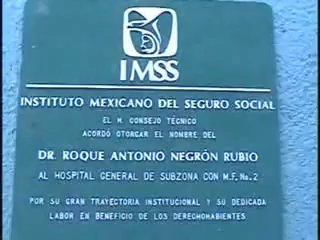 IMSS
INSTITUTO MEXICANO DEL SEGURO SOCIAL
EL H. CONSEJO TÉCNICO
ACORDÓ OTORGAR EL NOMBRE DEL
DR. ROQUE ANTONIO NEGRÓN RUBIO
AL HOSPITAL GENERAL DE SUBZONA CON M.F. No. 2
POR SU GRAN TRAYECTORIA INSTITUCIONAL Y SU DEDICADA
LABOR EN BENEFICIO DE LOS DERECHOHABIENTES